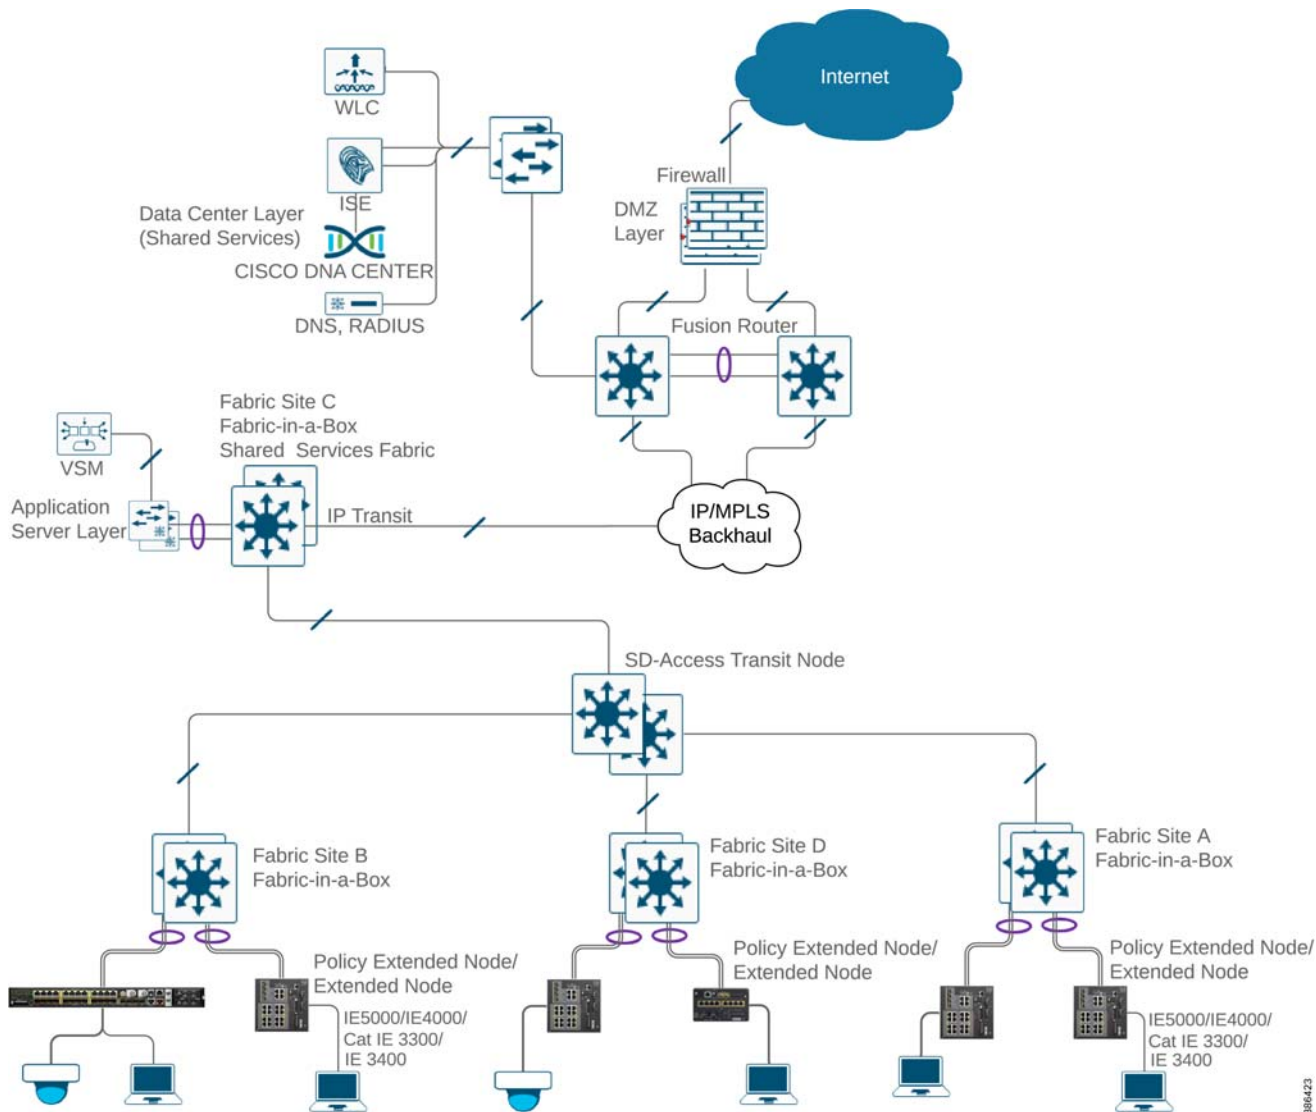 Internet
WLC
Firewall
ISE
DMZ
Layer
Data Center Layer
(Shared Services)
CISCO DNA CENTER
DNS, RADIUS
Fusion Router
Fabric Site C
Fabric-in-a-Box
Shared Services Fabric
VSM
Application
Server Layer
IP Transit
IP/MPLS
Backhaul
SD-Access Transit Node
Fabric Site B
Fabric-in-a-Box
Fabric Site D
Fabric-in-a-Box
Fabric Site A
Fabric-in-a-Box
Policy Extended Node/
Extended Node
IE5000/IE4000/
Cat IE 3300/
IE 3400
Policy Extended Node/
Extended Node
Policy Extended Node/
Extended Node
IE5000/IE4000/
Cat IE 3300/
IE 3400